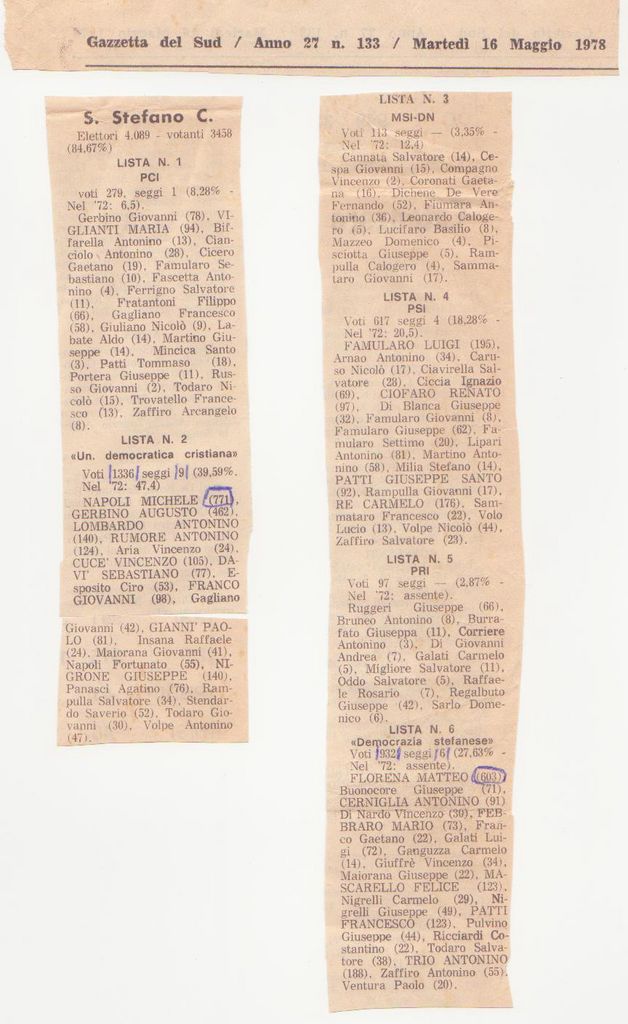 Gazzetta del Sud / Anno 27 n. 133 / Martedì 16 Maggio 1978
S. Stefano C.
Elettori 4.089 - votanti 3458
(84,67%)
LISTA N. 1
PCI
voti 279, seggi 1 (8,28% -
Nel '72: 6,5).
Gerbino Giovanni (78), VI-
GLIANTI MARIA (94), Bif-
farella Antonino (13), Cian-
ciolo Antonino (28), Cicero
Gaetano (19), Famularo Se-
bastiano (10), Fascetta Anto-
nino (4), Ferrigno Salvatore
(11), Fratantoni Filippo
(66), Gagliano Francesco
(58), Giuliano Nicolò (9), La-
bate Aldo (14), Martino Giu-
seppe (14), Mincica Santo
(3), Patti Tommaso (18),
Portera Giuseppe (11), Rus-
so Giovanni (2), Todaro Ni-
colò (15), Trovatello France-
sco (13), Zaffiro Arcangelo
(8).
LISTA N. 2
«Un. democratica cristiana»
Voti 1336 seggi 9 (39,59%.
Nel '72: 47,4)
NAPOLI MICHELE (771),
GERBINO AUGUSTO (462),
LOMBARDO ANTONINO
(140), RUMORE ANTONINO
(124), Aria Vincenzo (24),
CUCE' VINCENZO (105), DA-
VI' SEBASTIANO (77), E-
sposito Ciro (53), FRANCO
GIOVANNI (98), Gagliano
Giovanni (42), GIANNI' PAO-
LO (81), Insana Raffaele
(24), Maiorana Giovanni (41),
Napoli Fortunato (55), NI-
GRONE GIUSEPPE (140),
Panasci Agatino (76), Ram-
pulla Salvatore (34), Stendar-
do Saverio (52), Todaro Gio-
vanni (30), Volpe Antonino
(47).
LISTA N. 3
MSI-DN
Voti 113 seggi — (3,35% -
Nel '72: 12,4)
Cannata Salvatore (14), Ce-
spa Giovanni (15), Compagno
Vincenzo (2), Coronati Gaeta-
na (16), Dichene De Vere
Fernando (52), Fiumara An-
tonino (36), Leonardo Caloge-
ro (5), Lucifaro Basilio (8),
Mazzeo Domenico (4), Pi-
sciotta Giuseppe (5), Ram-
pulla Calogero (4), Samma-
taro Giovanni (17).
LISTA N. 4
PSI
Voti 617 seggi 4 (18,28% -
Nel '72: 20,5).
FAMULARO LUIGI (195),
Arnao Antonino (34), Caru-
so Nicolò (17), Ciavirella Sal-
vatore (28), Ciccia Ignazio
(69), CIOFARO RENATO
(97), Di Blanca Giuseppe
(32), Famularo Giovanni (8),
Famularo Giuseppe (62), Fa-
mularo Settimo (20), Lipari
Antonino (81), Martino Anto-
nino (58), Milia Stefano (14),
PATTI GIUSEPPE SANTO
(92), Rampulla Giovanni (17),
RE CARMELO (176), Sam-
mataro Francesco (22), Volo
Lucio (13), Volpe Nicolò (44),
Zaffiro Salvatore (23).
LISTA N. 5
PRI
Voti 97 seggi — (2,87% -
Nel '72: assente).
Ruggeri Giuseppe (66),
Bruneo Antonino (8), Burra-
fato Giuseppa (11), Corriere
Antonino (3), Di Giovanni
Andrea (7), Galati Carmelo
(5), Migliore Salvatore (11),
Oddo Salvatore (5), Raffae-
le Rosario (7), Regalbuto
Giuseppe (42), Sarlo Dome-
nico (6).
LISTA N. 6
«Democrazia stefanese»
Voti 932 seggi 6 (27,63% -
Nel '72: assente).
FLORENA MATTEO (603)
Buonocore Giuseppe (71),
CERNIGLIA ANTONINO (91)
Di Nardo Vincenzo (30), FEB-
BRARO MARIO (73), Fran-
co Gaetano (22), Galati Lui-
gi (72), Ganguzza Carmelo
(14), Giuffrè Vincenzo (34),
Maiorana Giuseppe (22), MA-
SCARELLO FELICE (123),
Nigrelli Carmelo (29), Ni-
grelli Giuseppe (49), PATTI
FRANCESCO (123), Pulvino
Giuseppe (44), Ricciardi Co-
stantino (22), Todaro Salva-
tore (38), TRIO ANTONINO
(188), Zaffiro Antonino (55),
Ventura Paolo (20).